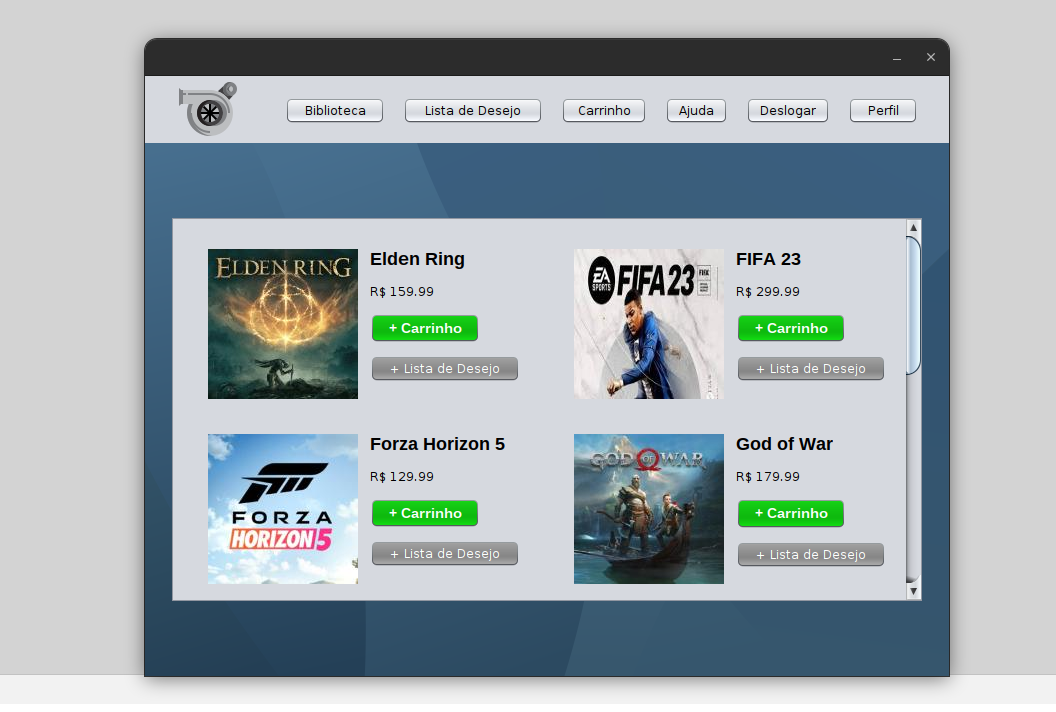 Biblioteca
Lista de Desejo
Carrinho
Ajuda
Deslogar
Perfil
ELDEN RING
Elden Ring
R$ 159.99
+ Carrinho
+ Lista de Desejo
EA
SPORTS
FIFA 23
FIFA 23
R$ 299.99
+ Carrinho
+ Lista de Desejo
FORZA
HORIZON 5
Forza Horizon 5
R$ 129.99
+ Carrinho
+ Lista de Desejo
GOD OF WAR
God of War
R$ 179.99
+ Carrinho
+ Lista de Desejo